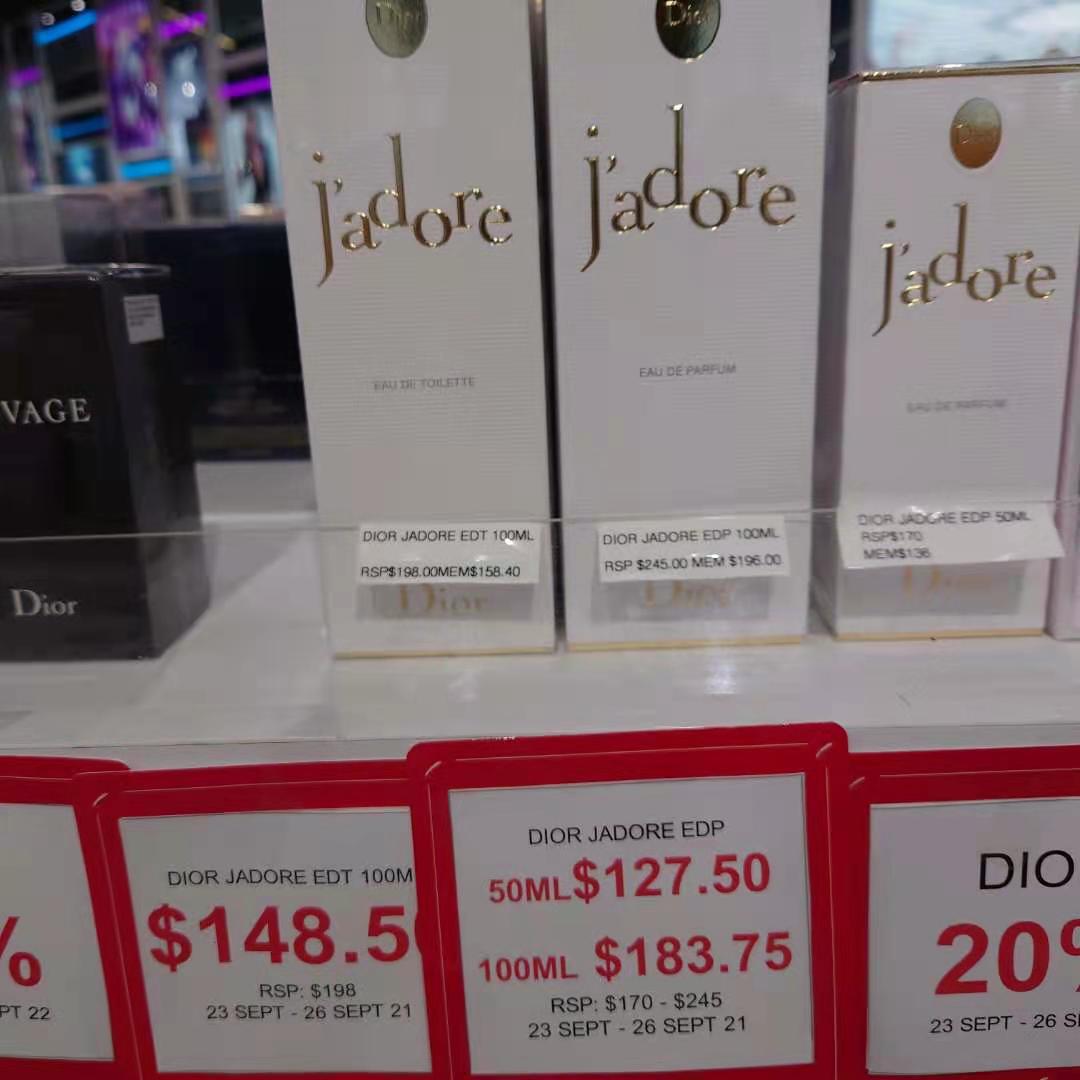 Dior
Dior
Dior
j'adore
j'adore
j'adore
EAU DE TOILETTE
EAU DE PARFUM
EAU DE PARFUM
VAGE
Dior
DIOR JADORE EDT 100ML
RSP$198.00MEM$158.40
Dior
DIOR JADORE EDP 100ML
RSP $245.00 MEM $196.00
Dior
DIOR JADORE EDP 50ML
RSP$170
MEM$136
%
PT 22
DIOR JADORE EDT 100M
$148.50
RSP: $198
23 SEPT - 26 SEPT 21
DIOR JADORE EDP
50ML $127.50
100ML $183.75
RSP: $170 - $245
23 SEPT - 26 SEPT 21
DIO
20%
23 SEPT - 26 S